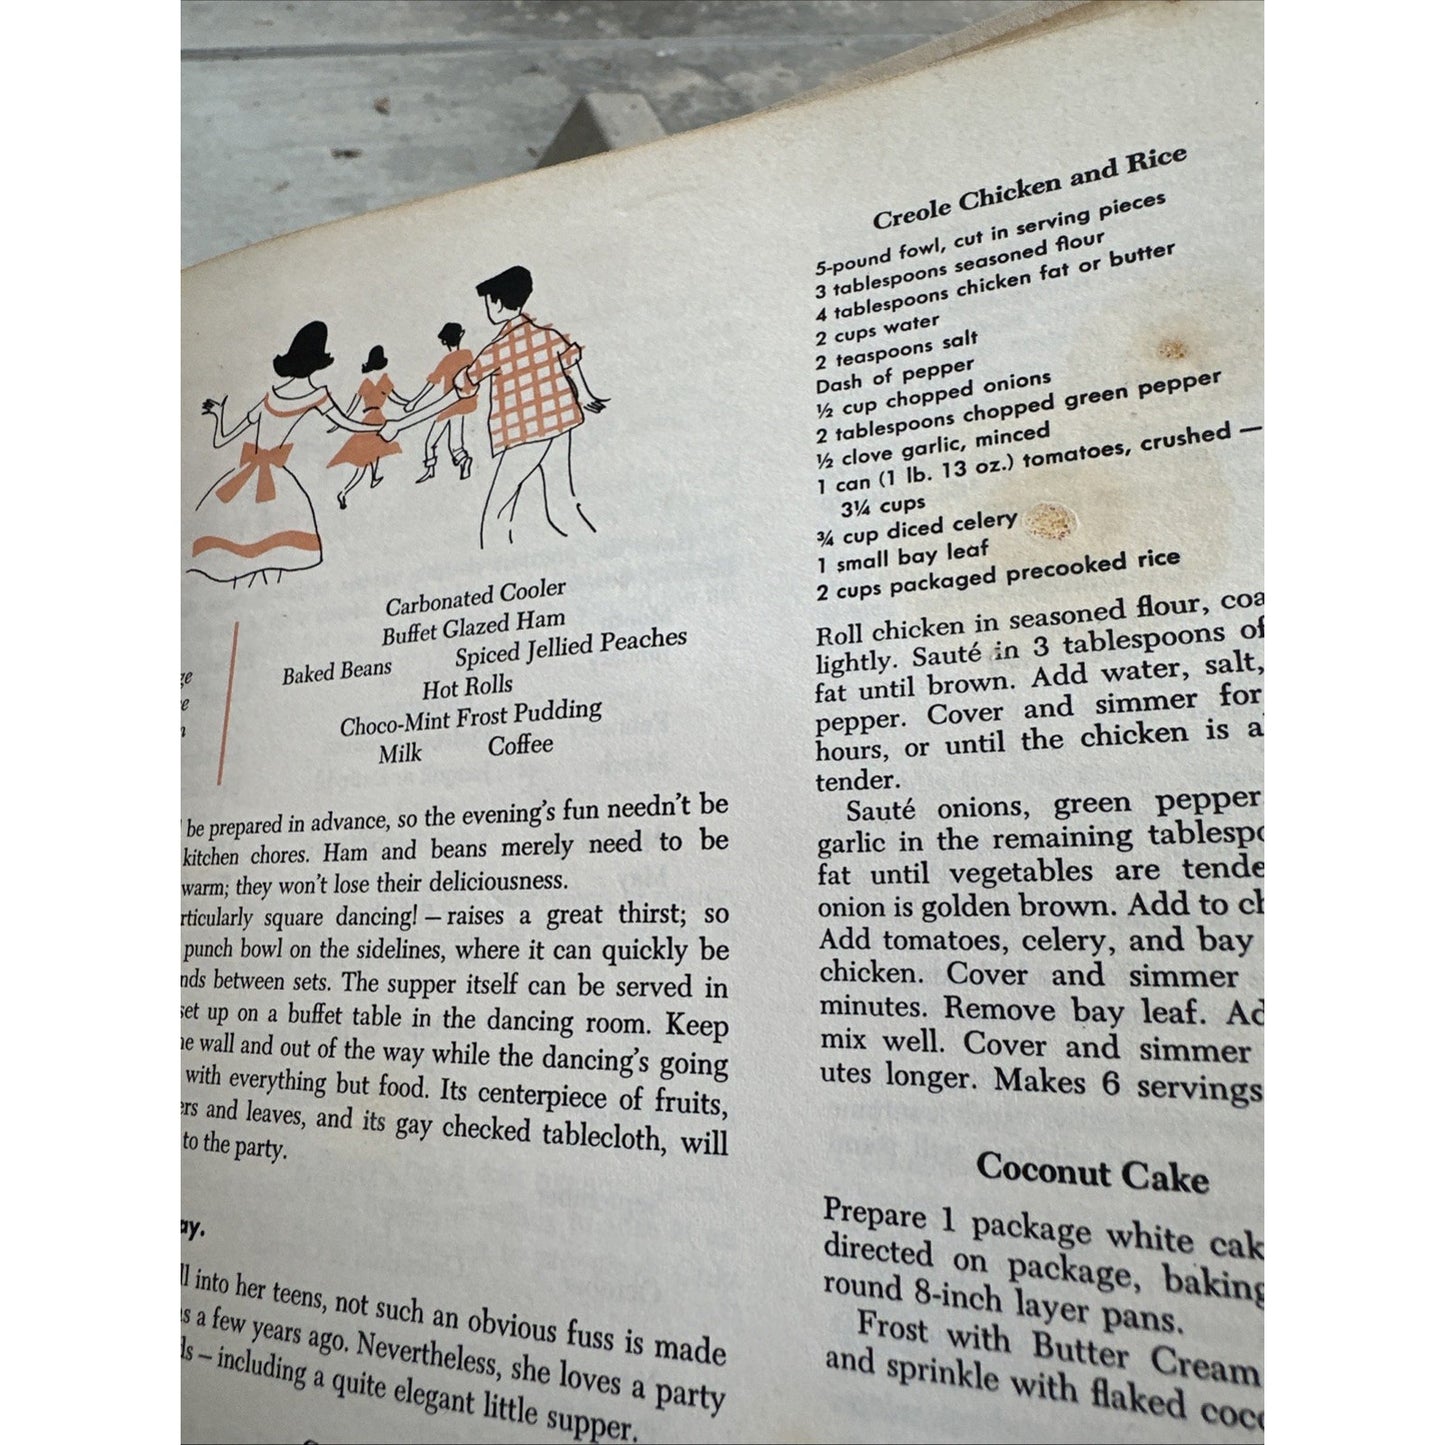 Carbonated Cooler
Buffet Glazed Ham
Baked Beans Spiced Jellied Peaches
Hot Rolls
Choco-Mint Frost Pudding
Milk Coffee
be prepared in advance, so the evening's fun needn't be
kitchen chores. Ham and beans merely need to be
warm; they won't lose their deliciousness.
rticularly square dancing! — raises a great thirst; so
punch bowl on the sidelines, where it can quickly be
nds between sets. The supper itself can be served in
set up on a buffet table in the dancing room. Keep
he wall and out of the way while the dancing's going
with everything but food. Its centerpiece of fruits,
ers and leaves, and its gay checked tablecloth, will
to the party.
ay.
ll into her teens, not such an obvious fuss is made
as a few years ago. Nevertheless, she loves a party
ls — including a quite elegant little supper.
Creole Chicken and Rice
5-pound fowl, cut in serving pieces
3 tablespoons seasoned flour
4 tablespoons chicken fat or butter
2 cups water
2 teaspoons salt
Dash of pepper
½ cup chopped onions
2 tablespoons chopped green pepper
½ clove garlic, minced
1 can (1 lb. 13 oz.) tomatoes, crushed —
3¼ cups
¾ cup diced celery
1 small bay leaf
2 cups packaged precooked rice
Roll chicken in seasoned flour, coa
lightly. Sauté in 3 tablespoons of
fat until brown. Add water, salt,
pepper. Cover and simmer for
hours, or until the chicken is a
tender.
Sauté onions, green pepper
garlic in the remaining tablespo
fat until vegetables are tende
onion is golden brown. Add to ch
Add tomatoes, celery, and bay
chicken. Cover and simmer
minutes. Remove bay leaf. Ad
mix well. Cover and simmer
utes longer. Makes 6 servings
Coconut Cake
Prepare 1 package white cak
directed on package, baking
round 8-inch layer pans.
Frost with Butter Cream
and sprinkle with flaked coco